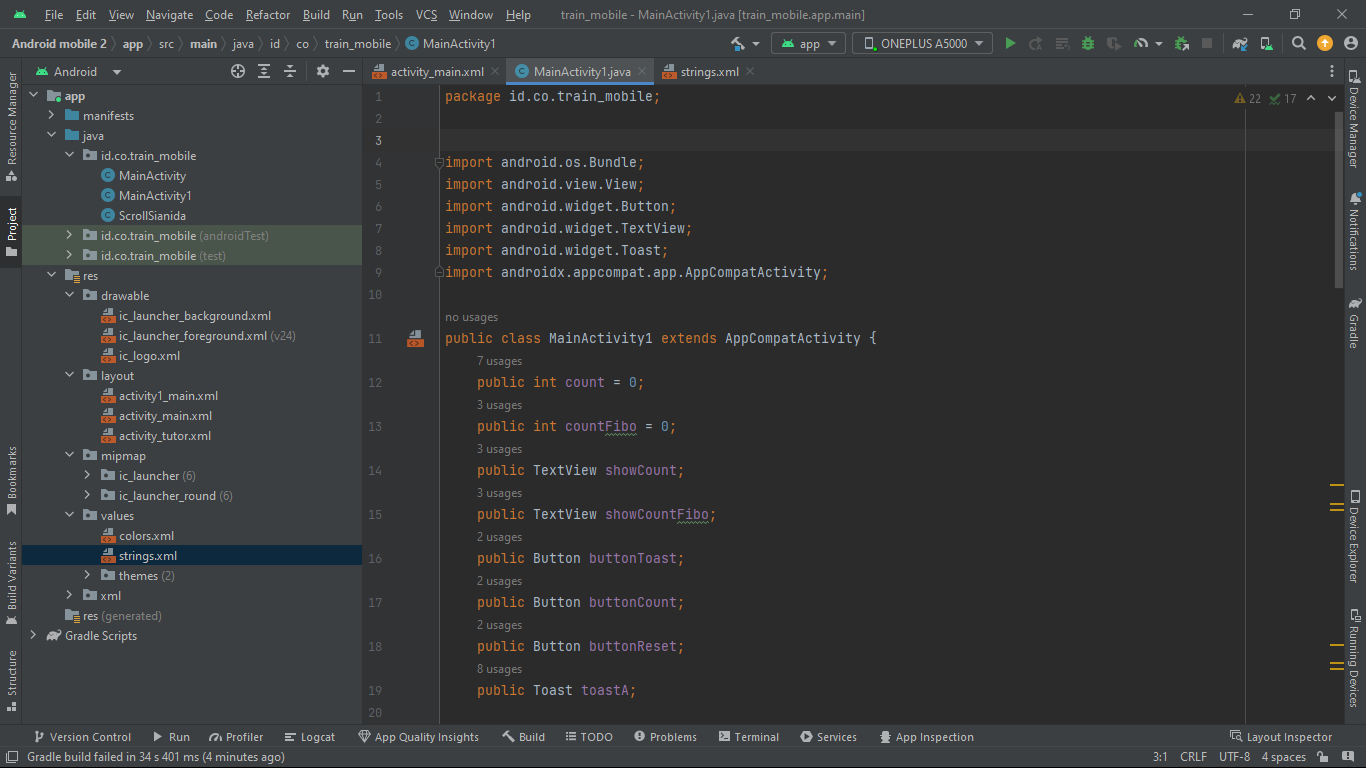 File Edit View Navigate Code Refactor Build Run Tools VCS Window Help train_mobile - MainActivity1.java [train_mobile.app.main]
Android mobile 2 app src main java id co train_mobile MainActivity1 app ONEPLUS A5000
Android
activity_main.xml MainActivity1.java strings.xml
Resource Manager
Project
Bookmarks
Build Variants
Structure
app
manifests
java
id.co.train_mobile
MainActivity
MainActivity1
ScrollSianida
id.co.train_mobile (androidTest)
id.co.train_mobile (test)
res
drawable
ic_launcher_background.xml
ic_launcher_foreground.xml (v24)
ic_logo.xml
layout
activity1_main.xml
activity_main.xml
activity_tutor.xml
mipmap
ic_launcher (6)
ic_launcher_round (6)
values
colors.xml
strings.xml
themes (2)
xml
res (generated)
Gradle Scripts
22 17
1 package id.co.train_mobile;
2
3
4 import android.os.Bundle;
5 import android.view.View;
6 import android.widget.Button;
7 import android.widget.TextView;
8 import android.widget.Toast;
9 import androidx.appcompat.app.AppCompatActivity;
10
no usages
11 public class MainActivity1 extends AppCompatActivity {
7 usages
12 public int count = 0;
3 usages
13 public int countFibo = 0;
3 usages
14 public TextView showCount;
3 usages
15 public TextView showCountFibo;
2 usages
16 public Button buttonToast;
2 usages
17 public Button buttonCount;
2 usages
18 public Button buttonReset;
8 usages
19 public Toast toastA;
20
Device Manager
Notifications
Gradle
Device Explorer
Running Devices
Version Control Run Profiler Logcat App Quality Insights Build TODO Problems Terminal Services App Inspection Layout Inspector
Gradle build failed in 34 s 401 ms (4 minutes ago) 3:1 CRLF UTF-8 4 spaces